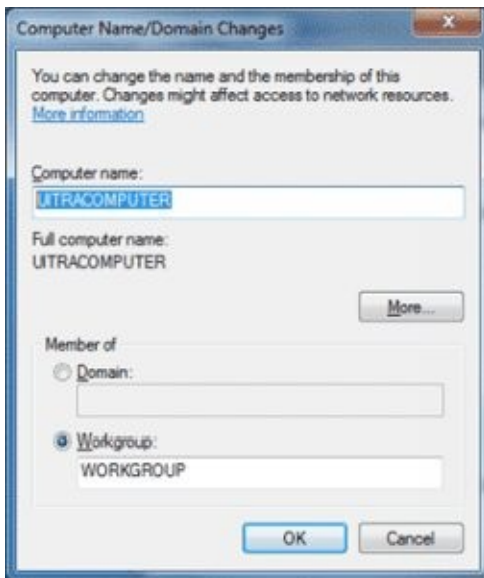 Computer Name/Domain Changes
You can change the name and the membership of this
computer. Changes might affect access to network resources.
More information
Computer name:
UITRACOMPUTER
Full computer name:
UITRACOMPUTER
More...
Member of
Domain:
Workgroup:
WORKGROUP
OK Cancel